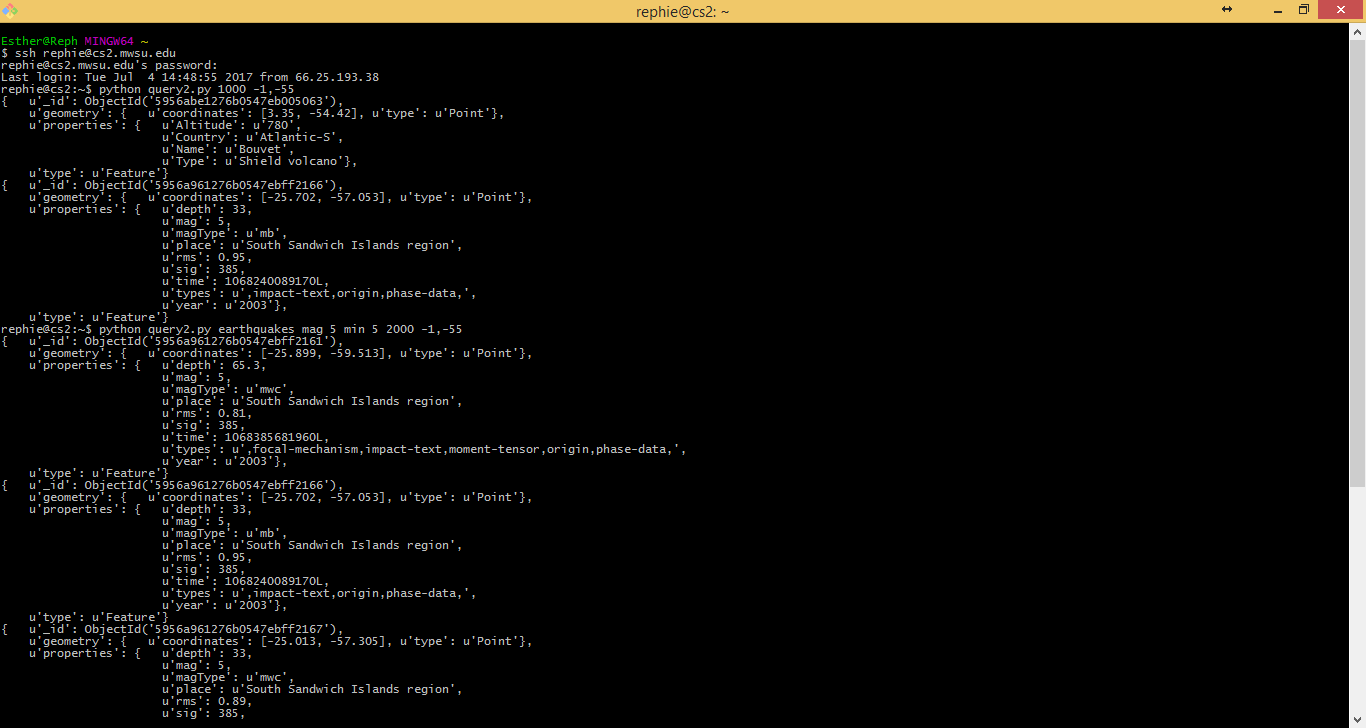 rephie@cs2: ~
Esther@Reph MINGW64 ~
$ ssh rephie@cs2.mwsu.edu
rephie@cs2.mwsu.edu's password:
Last login: Tue Jul  4 14:48:55 2017 from 66.25.193.38
rephie@cs2:~$ python query2.py 1000 -1,-55
{   u'_id': ObjectId('5956abe1276b0547eb005063'),
    u'geometry': {   u'coordinates': [3.35, -54.42], u'type': u'Point'},
    u'properties': {   u'Altitude': u'780',
                       u'Country': u'Atlantic-S',
                       u'Name': u'Bouvet',
                       u'Type': u'Shield volcano'},
    u'type': u'Feature'}
{   u'_id': ObjectId('5956a961276b0547ebff2166'),
    u'geometry': {   u'coordinates': [-25.702, -57.053], u'type': u'Point'},
    u'properties': {   u'depth': 33,
                       u'mag': 5,
                       u'magType': u'mb',
                       u'place': u'South Sandwich Islands region',
                       u'rms': 0.95,
                       u'sig': 385,
                       u'time': 1068240089170L,
                       u'types': u',impact-text,origin,phase-data,',
                       u'year': u'2003'},
    u'type': u'Feature'}
rephie@cs2:~$ python query2.py earthquakes mag 5 min 5 2000 -1,-55
{   u'_id': ObjectId('5956a961276b0547ebff2161'),
    u'geometry': {   u'coordinates': [-25.899, -59.513], u'type': u'Point'},
    u'properties': {   u'depth': 65.3,
                       u'mag': 5,
                       u'magType': u'mwc',
                       u'place': u'South Sandwich Islands region',
                       u'rms': 0.81,
                       u'sig': 385,
                       u'time': 1068385681960L,
                       u'types': u',focal-mechanism,impact-text,moment-tensor,origin,phase-data,',
                       u'year': u'2003'},
    u'type': u'Feature'}
{   u'_id': ObjectId('5956a961276b0547ebff2166'),
    u'geometry': {   u'coordinates': [-25.702, -57.053], u'type': u'Point'},
    u'properties': {   u'depth': 33,
                       u'mag': 5,
                       u'magType': u'mb',
                       u'place': u'South Sandwich Islands region',
                       u'rms': 0.95,
                       u'sig': 385,
                       u'time': 1068240089170L,
                       u'types': u',impact-text,origin,phase-data,',
                       u'year': u'2003'},
    u'type': u'Feature'}
{   u'_id': ObjectId('5956a961276b0547ebff2167'),
    u'geometry': {   u'coordinates': [-25.013, -57.305], u'type': u'Point'},
    u'properties': {   u'depth': 33,
                       u'mag': 5,
                       u'magType': u'mwc',
                       u'place': u'South Sandwich Islands region',
                       u'rms': 0.89,
                       u'sig': 385,